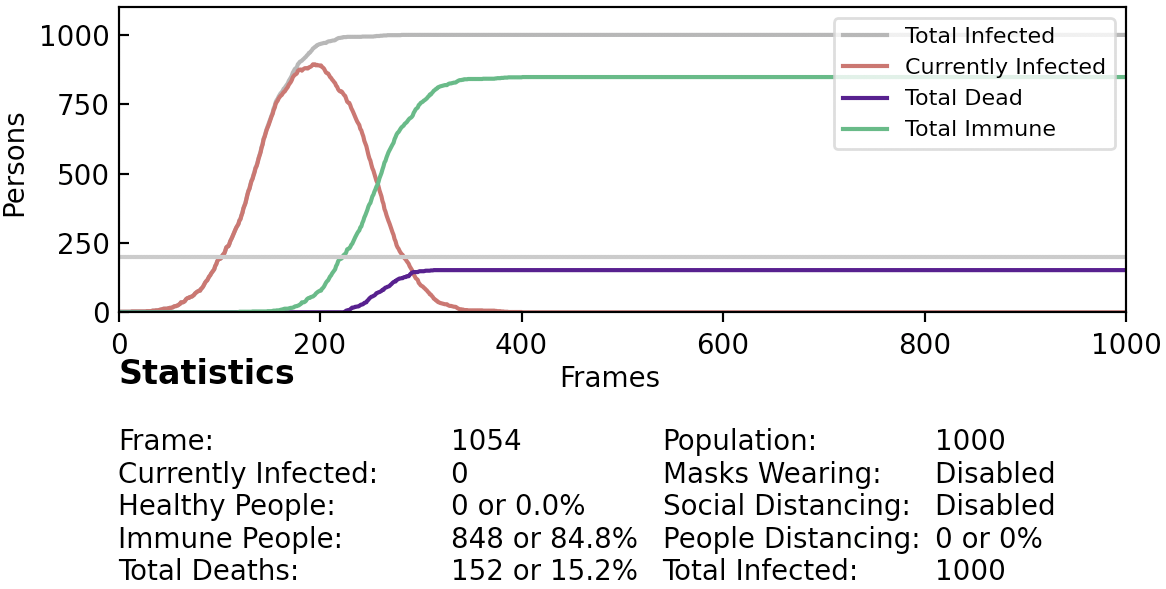 1000
750
500
250
0
Persons
Total Infected
Currently Infected
Total Dead
Total Immune
0 200 400 600 800 1000
Frames
Statistics
Frame: 1054 Population: 1000
Currently Infected: 0 Masks Wearing: Disabled
Healthy People: 0 or 0.0% Social Distancing: Disabled
Immune People: 848 or 84.8% People Distancing: 0 or 0%
Total Deaths: 152 or 15.2% Total Infected: 1000